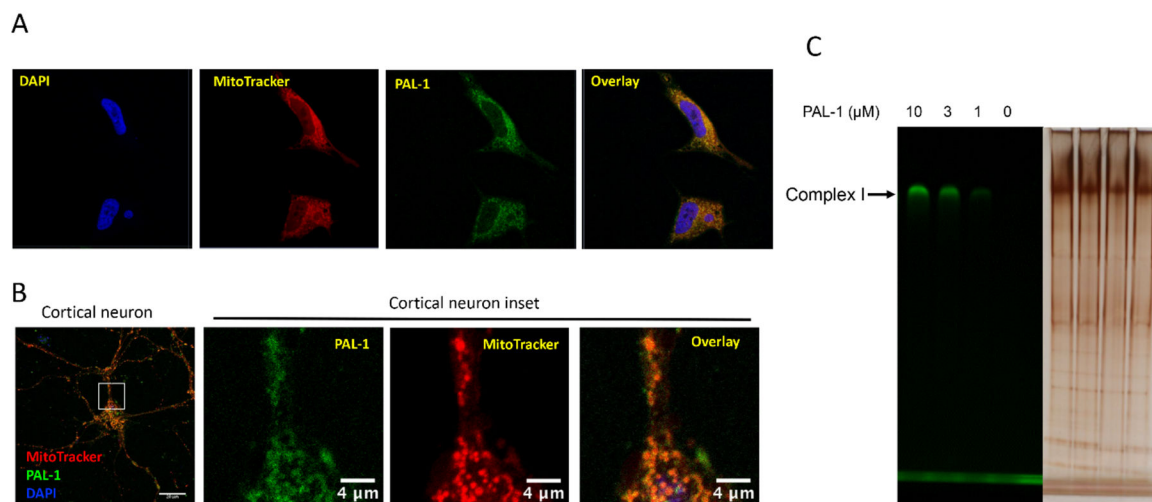 A
DAPI
MitoTracker
PAL-1
Overlay
B
Cortical neuron
Cortical neuron inset
MitoTracker
PAL-1
DAPI
PAL-1
4 µm
MitoTracker
4 µm
Overlay
4 µm
C
PAL-1 (µM) 10 3 1 0
Complex I